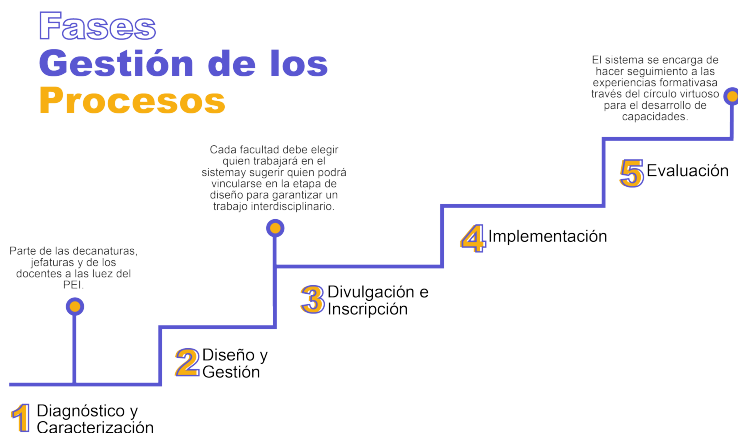 Fases
Gestión de los
Procesos
El sistema se encarga de
hacer seguimiento a las
experiencias formativasa
través del círculo virtuoso
para el desarrollo de
capacidades.
Cada facultad debe elegir
quien trabajará en el
sistemay sugerir quien podrá
vincularse en la etapa de
diseño para garantizar un
trabajo interdisciplinario.
5 Evaluación
4 Implementación
Parte de las decanaturas,
jefaturas y de los
docentes a las luez del
PEI.
3 Divulgación e
Inscripción
2 Diseño y
Gestión
1 Diagnóstico y
Caracterización